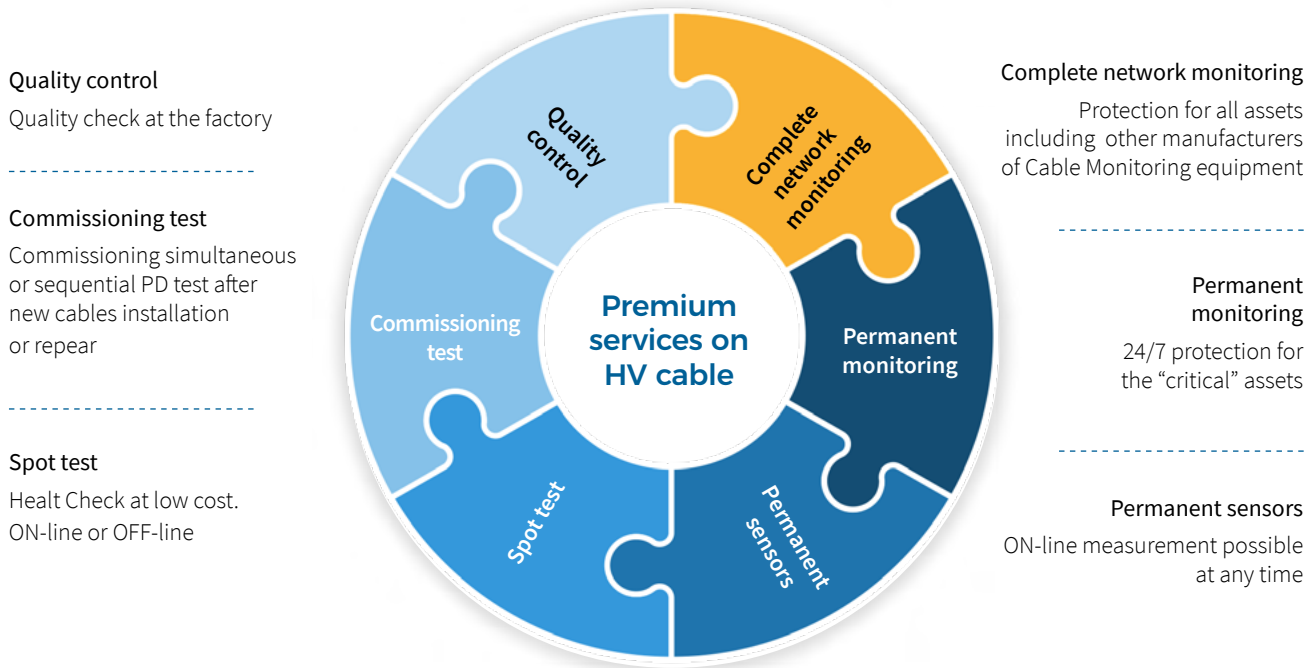 Quality control
Quality check at the factory
Commissioning test
Commissioning simultaneous
or sequential PD test after
new cables installation
or repear
Spot test
Healt Check at low cost.
ON-line or OFF-line
Quality
control
Complete
network
monitoring
Commissioning
test
Premium
services on
HV cable
Permanent
monitoring
Spot test
Permanent
sensors
Complete network monitoring
Protection for all assets
including other manufacturers
of Cable Monitoring equipment
Permanent
monitoring
24/7 protection for
the “critical” assets
Permanent sensors
ON-line measurement possible
at any time